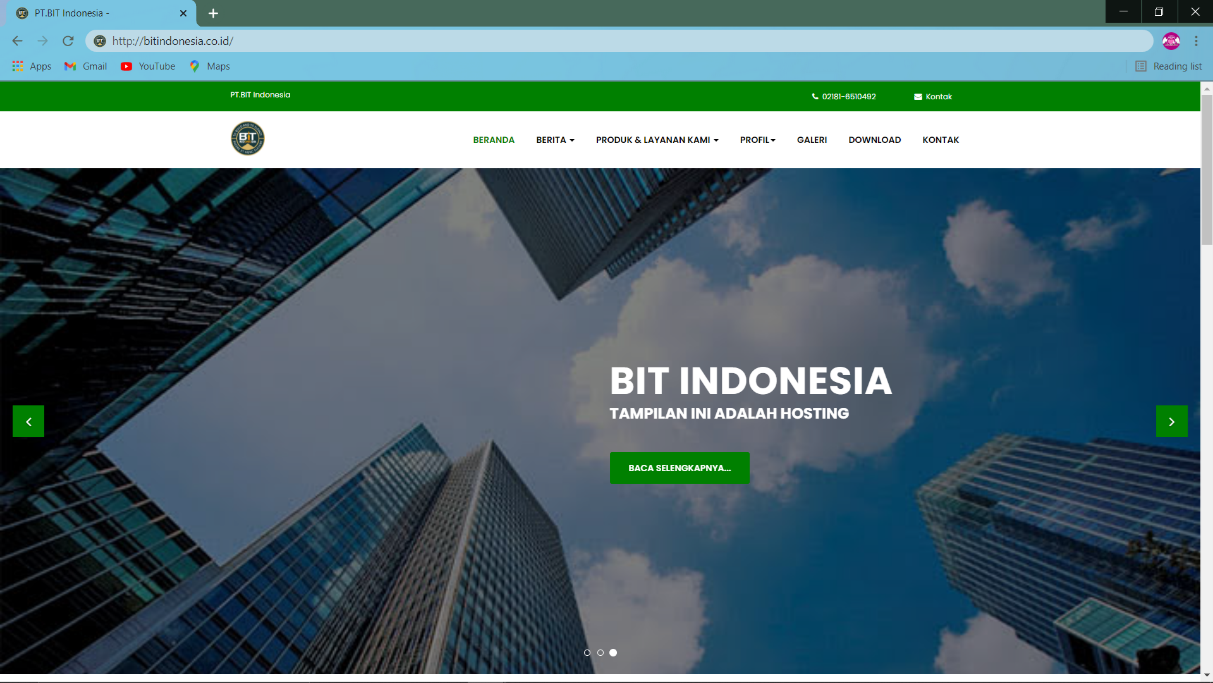 PT.BIT Indonesia -
http://bitindonesia.co.id/
Apps Gmail YouTube Maps Reading list
PT.BIT Indonesia 02181-6510492 Kontak
BIT
BERANDA BERITA PRODUK & LAYANAN KAMI PROFIL GALERI DOWNLOAD KONTAK
BIT INDONESIA
TAMPILAN INI ADALAH HOSTING
BACA SELENGKAPNYA...